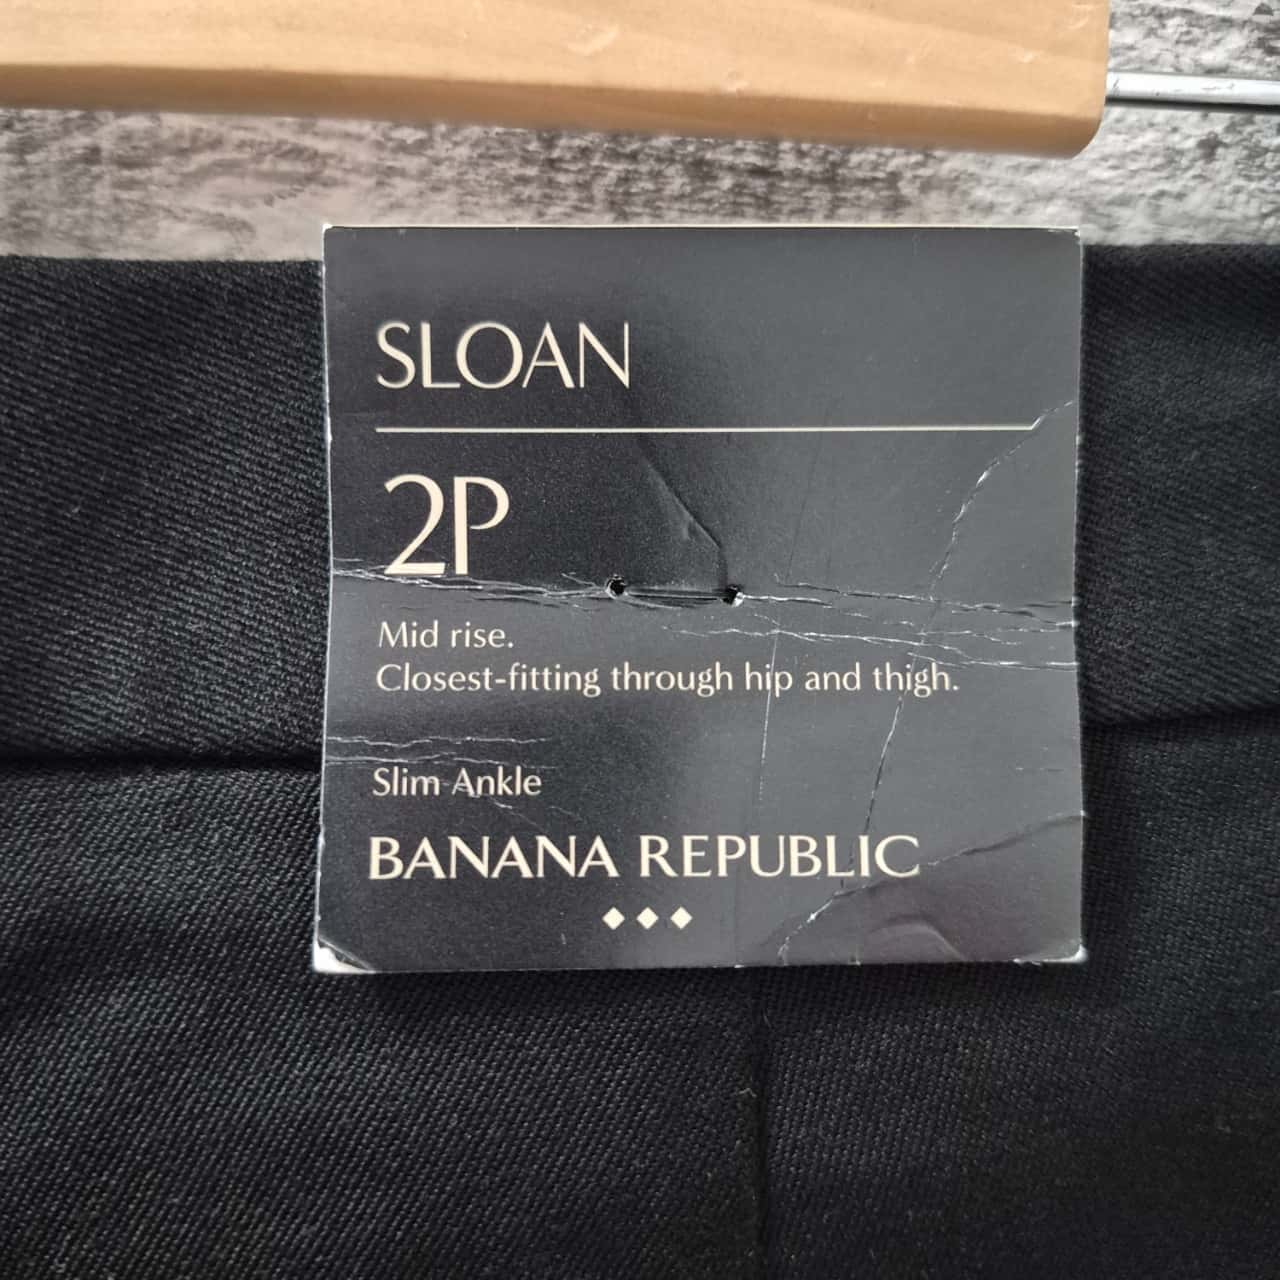 SLOAN
2P
Mid rise.
Closest-fitting through hip and thigh.
Slim Ankle
BANANA REPUBLIC